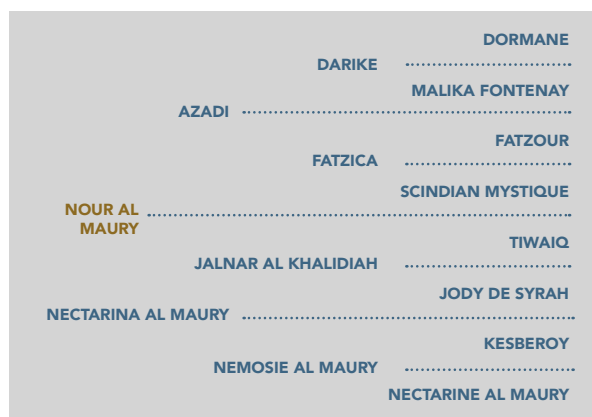 DORMANE
DARIKE
MALIKA FONTENAY
AZADI
FATZOUR
FATZICA
SCINDIAN MYSTIQUE
NOUR AL
MAURY
TIWAIQ
JALNAR AL KHALIDIAH
JODY DE SYRAH
NECTARINA AL MAURY
KESBEROY
NEMOSIE AL MAURY
NECTARINE AL MAURY